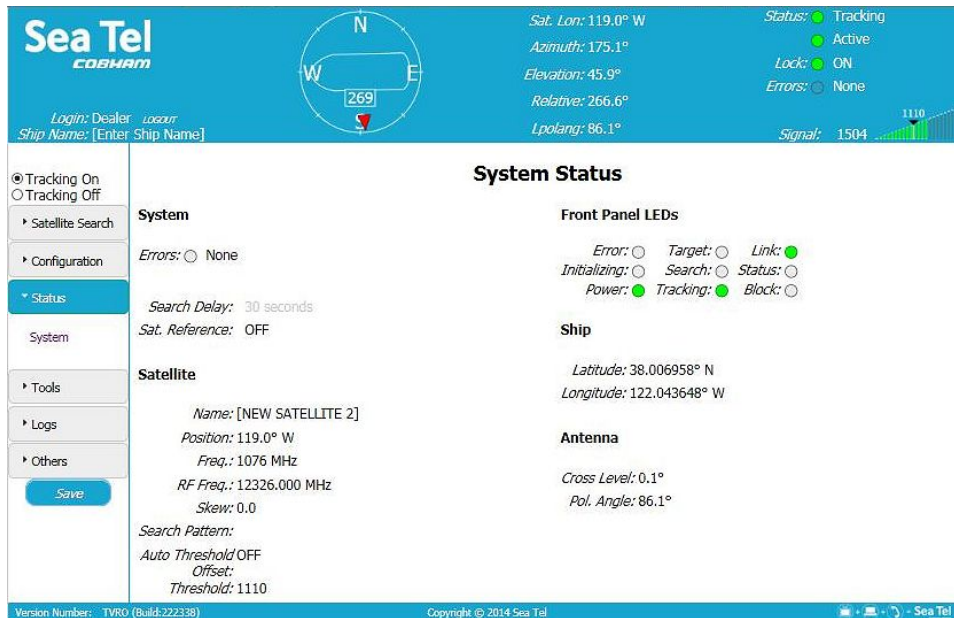 Sea Tel
COBHAM
Login: Dealer LOGOUT
Ship Name: [Enter Ship Name]
N
W E
269
S
Sat. Lon: 119.0° W
Azimuth: 175.1°
Elevation: 45.9°
Relative: 266.6°
Lpolang: 86.1°
Status: Tracking
Active
Lock: ON
Errors: None
1110
Signal: 1504
Tracking On
Tracking Off
Satellite Search
Configuration
Status
System
Tools
Logs
Others
Save
System Status
System
Errors: None
Search Delay: 30 seconds
Sat. Reference: OFF
Satellite
Name: [NEW SATELLITE 2]
Position: 119.0° W
Freq.: 1076 MHz
RF Freq.: 12326.000 MHz
Skew: 0.0
Search Pattern:
Auto Threshold OFF
Offset:
Threshold: 1110
Front Panel LEDs
Error: Target: Link:
Initializing: Search: Status:
Power: Tracking: Block:
Ship
Latitude: 38.006958° N
Longitude: 122.043648° W
Antenna
Cross Level: 0.1°
Pol. Angle: 86.1°
Version Number: TVRO (Build:222338)
Copyright © 2014 Sea Tel
- Sea Tel